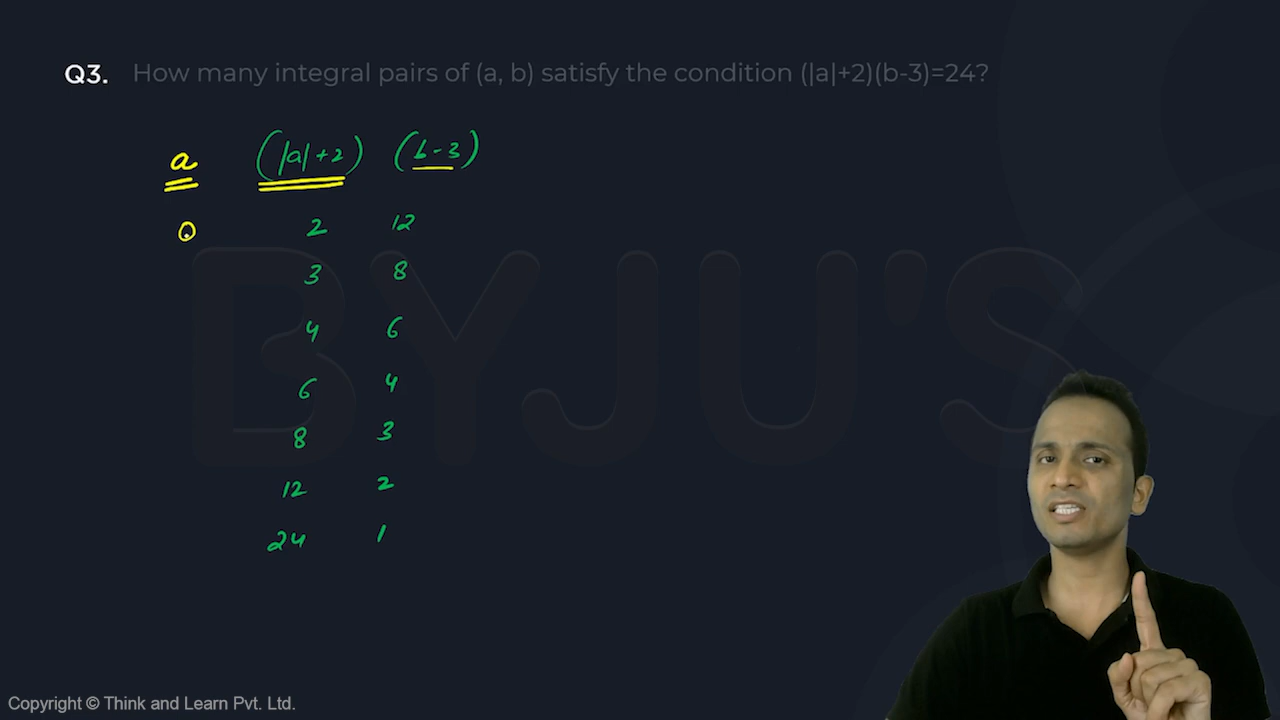 Q3. How many integral pairs of (a, b) satisfy the condition (|a|+2)(b-3)=24?
a (|a|+2) (b-3)
0 2 12
3 8
4 6
6 4
8 3
12 2
24 1
BYJU'S
Copyright © Think and Learn Pvt. Ltd.